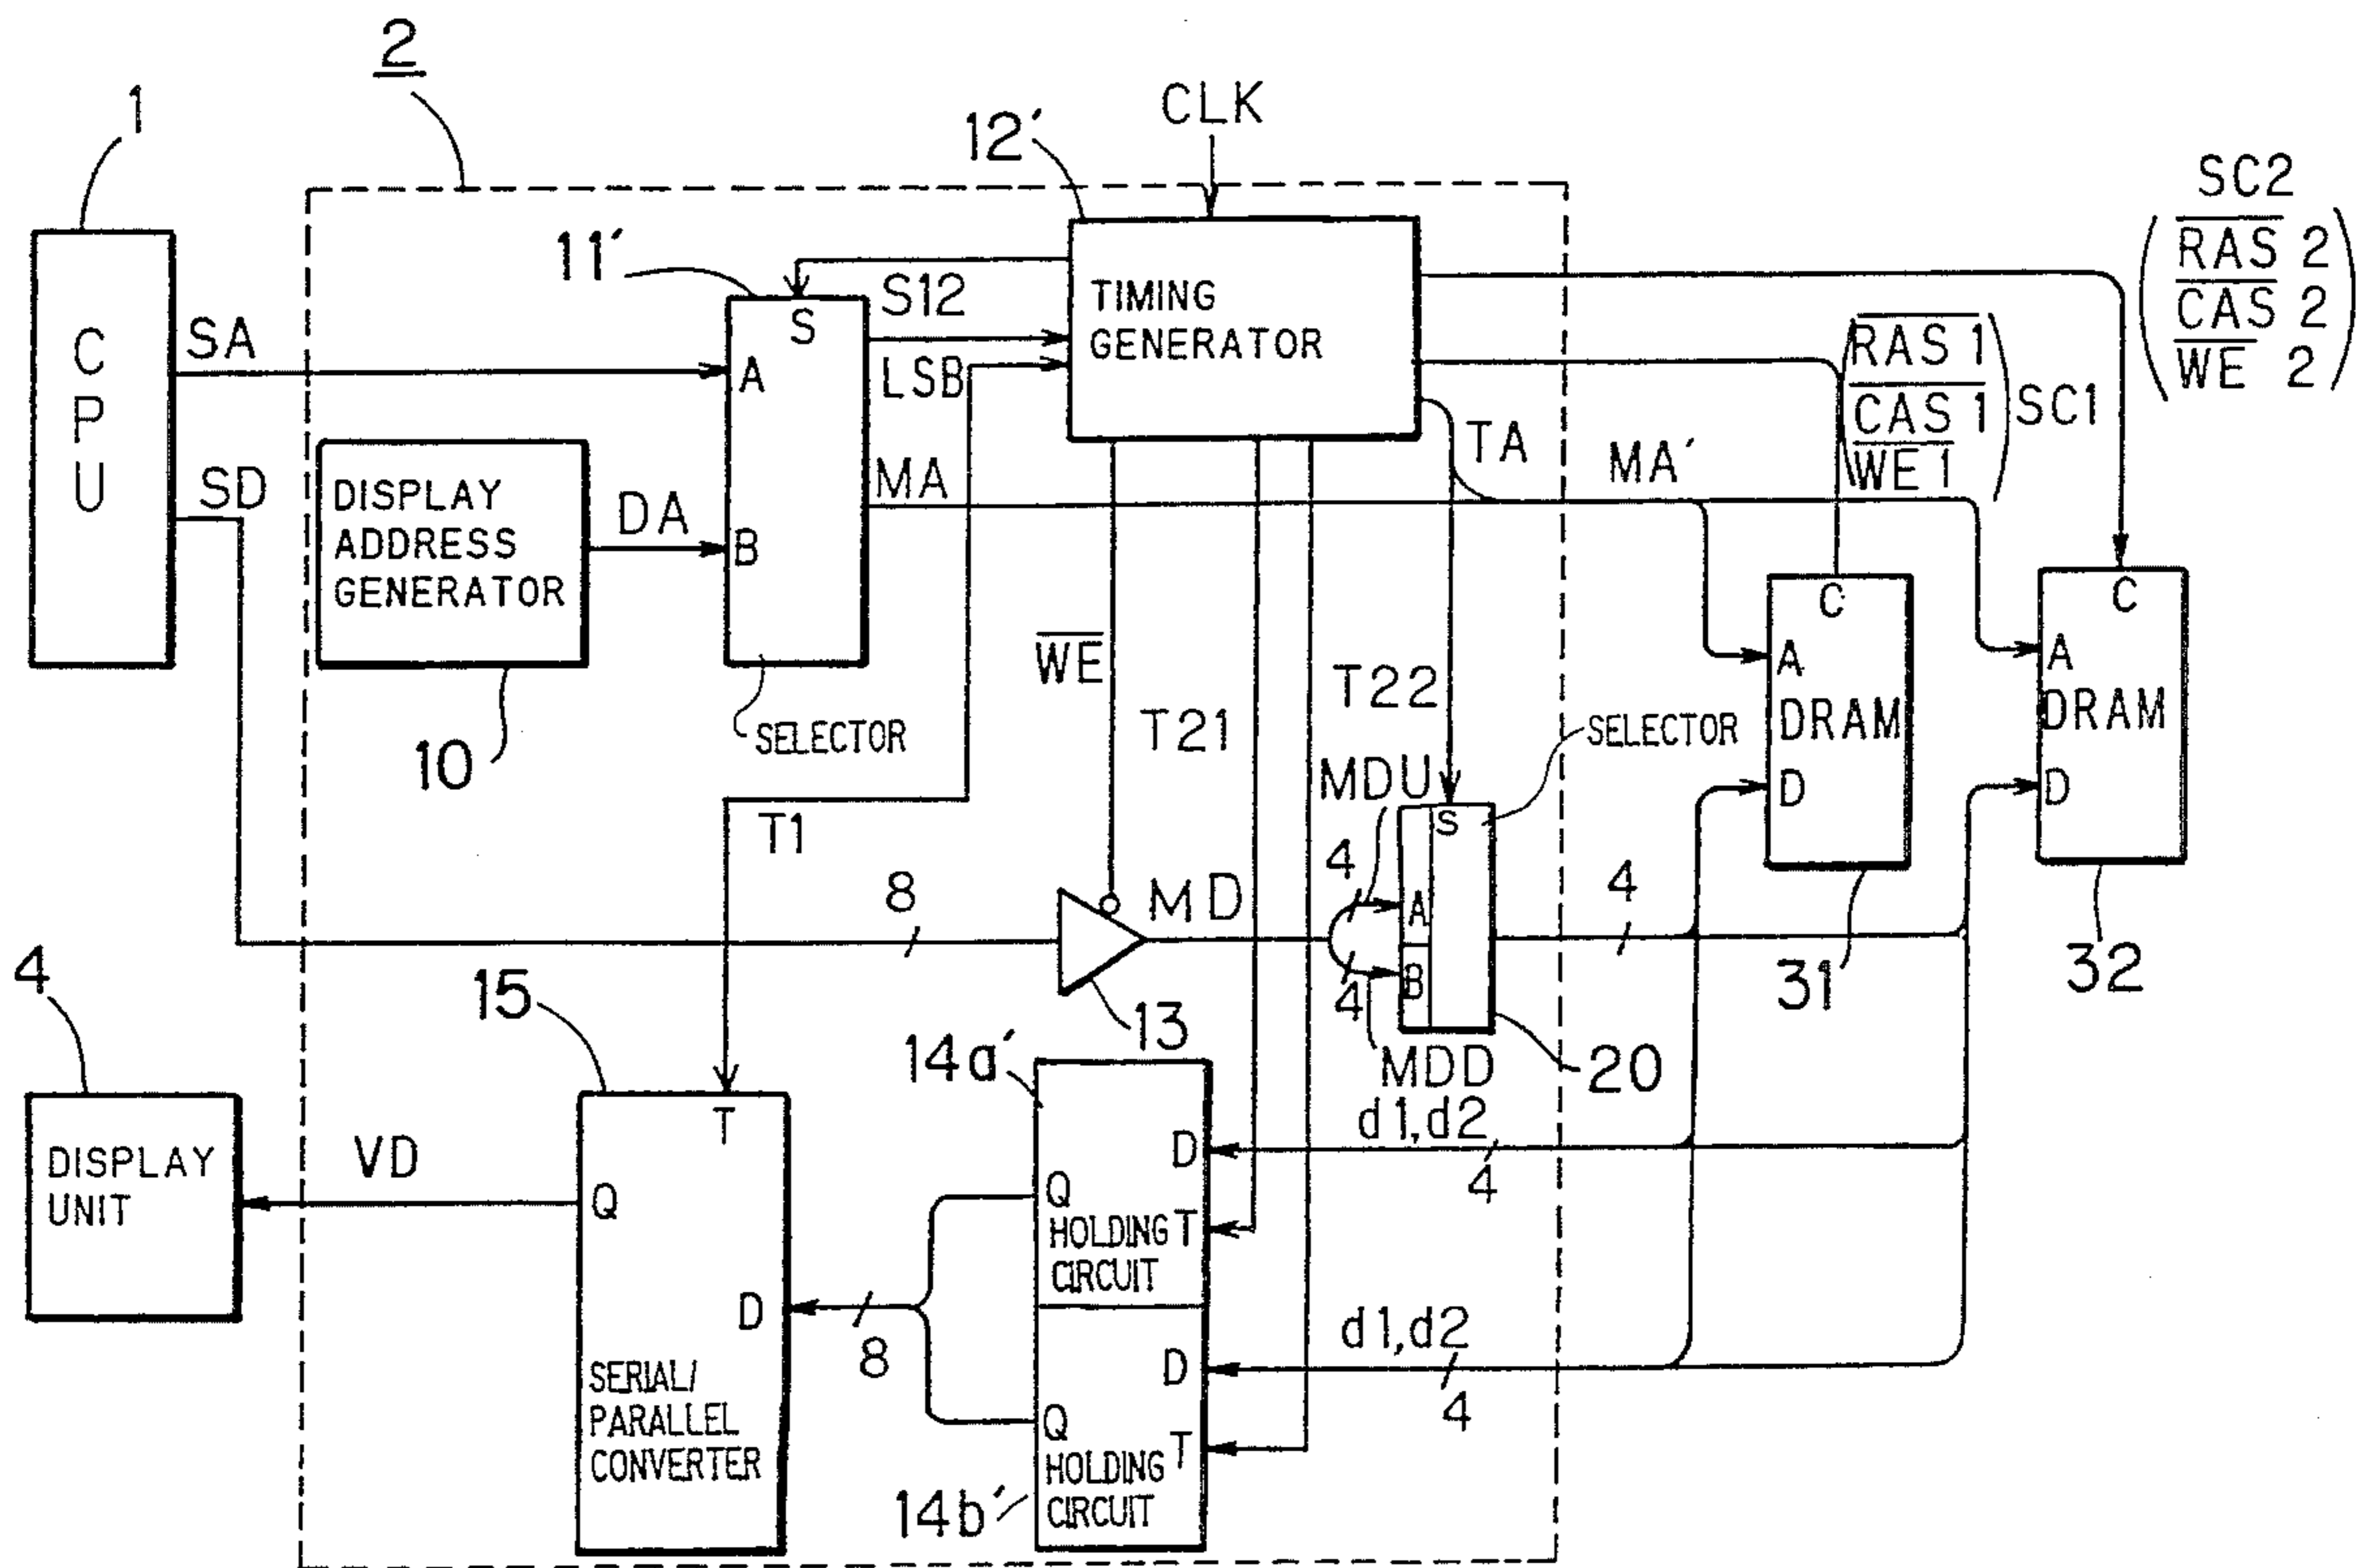 2
1
CLK
12'
SC2
RAS 2
CAS 2
WE 2
11'
S12
TIMING
GENERATOR
C
P
U
SA
S
A
LSB
RAS 1
CAS 1
WE 1
SC1
SD
DISPLAY
ADDRESS
GENERATOR
DA
B
MA
TA
MA'
C
C
WE
T22
A
DRAM
A
DRAM
10
SELECTOR
T21
SELECTOR
MDU
S
D
D
T1
8
MD
4
A
4
B
4
4
15
13
MDD
20
31
32
14a'
d1,d2
4
T
D
DISPLAY
UNIT
VD
Q
Q
HOLDING
CIRCUIT
T
D
8
d1,d2
4
D
SERIAL/
PARALLEL
CONVERTER
Q
HOLDING
CIRCUIT
T
14b'